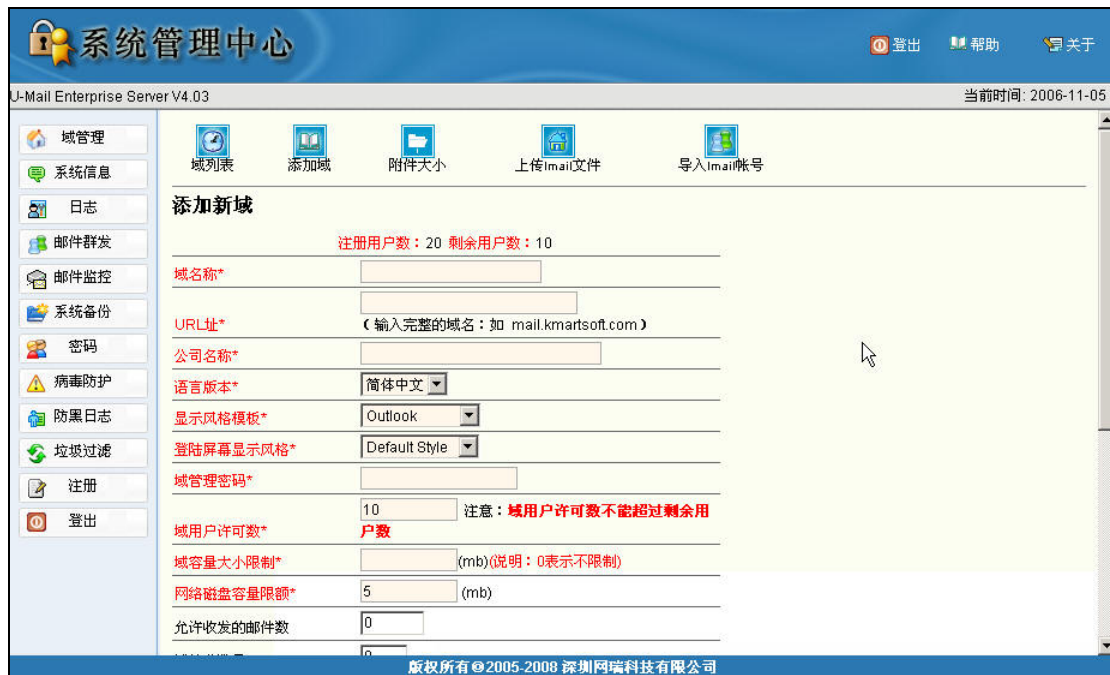 系统管理中心
登出 帮助 关于
U-Mail Enterprise Server V4.03 当前时间: 2006-11-05
域管理
系统信息
日志
邮件群发
邮件监控
系统备份
密码
病毒防护
防黑日志
垃圾过滤
注册
登出
域列表 添加域 附件大小 上传Imail文件 导入Imail帐号
添加新域
注册用户数：20 剩余用户数：10
域名称*
URL址* （输入完整的域名：如 mail.kmartsoft.com）
公司名称*
语言版本* 简体中文
显示风格模板* Outlook
登陆屏幕显示风格* Default Style
域管理密码*
域用户许可数* 10 注意：域用户许可数不能超过剩余用
户数
域容量大小限制* (mb)(说明：0表示不限制)
网络磁盘容量限额* 5 (mb)
允许收发的邮件数 0
版权所有©2005-2008 深圳网瑞科技有限公司